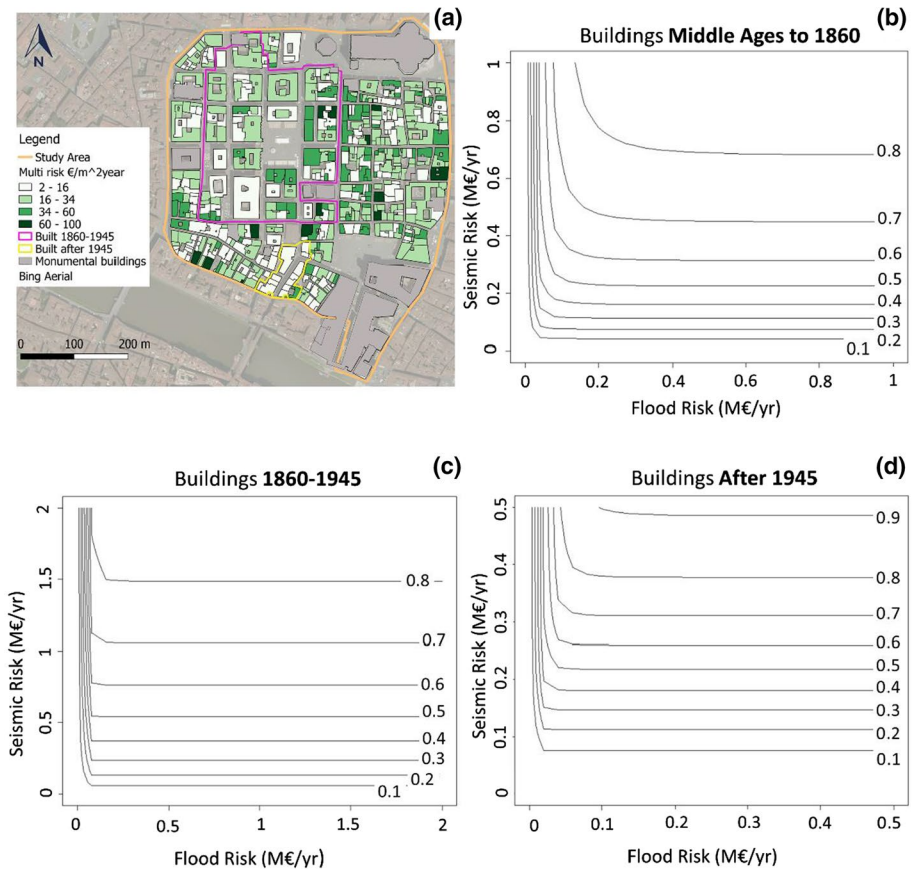 (a)
N
Legend
Study Area
Multi risk €/m^2year
2 - 16
16 - 34
34 - 60
60 - 100
Built 1860-1945
Built after 1945
Monumental buildings
Bing Aerial
0 100 200 m
(b)
Buildings Middle Ages to 1860
Seismic Risk (M€/yr)
1
0.8
0.6
0.4
0.2
0
0.8
0.7
0.6
0.5
0.4
0.3
0.2
0.1
0 0.2 0.4 0.6 0.8 1
Flood Risk (M€/yr)
(c)
Buildings 1860-1945
Seismic Risk (M€/yr)
2
1.5
1
0.5
0
0.8
0.7
0.6
0.5
0.4
0.3
0.2
0.1
0 0.5 1 1.5 2
Flood Risk (M€/yr)
(d)
Buildings After 1945
Seismic Risk (M€/yr)
0.5
0.4
0.3
0.2
0.1
0
0.9
0.8
0.7
0.6
0.5
0.4
0.3
0.2
0.1
0 0.1 0.2 0.3 0.4 0.5
Flood Risk (M€/yr)